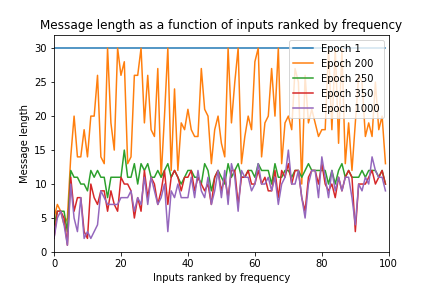 Message length as a function of inputs ranked by frequency
Message length
30
25
20
15
10
5
0
Epoch 1
Epoch 200
Epoch 250
Epoch 350
Epoch 1000
0
20
40
60
80
100
Inputs ranked by frequency